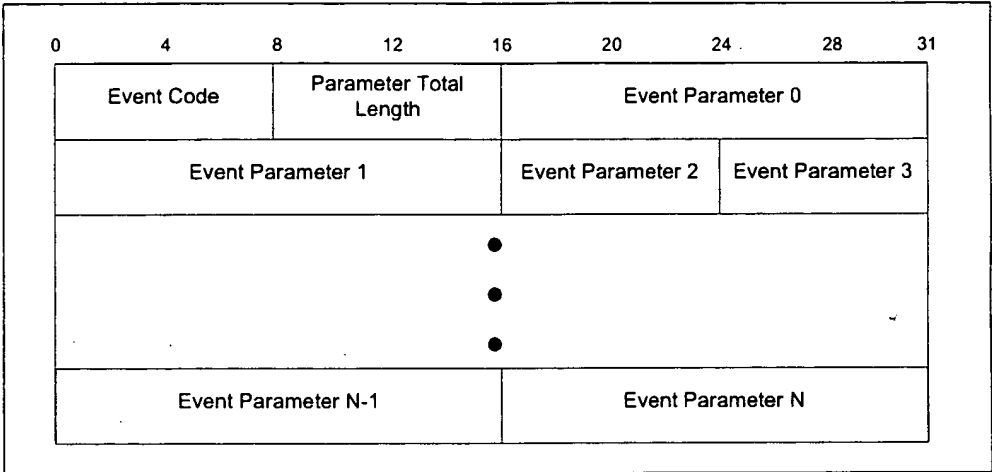 0 4 8 12 16 20 24 28 31
Event Code
Parameter Total
Length
Event Parameter 0
Event Parameter 1
Event Parameter 2
Event Parameter 3
Event Parameter N-1
Event Parameter N